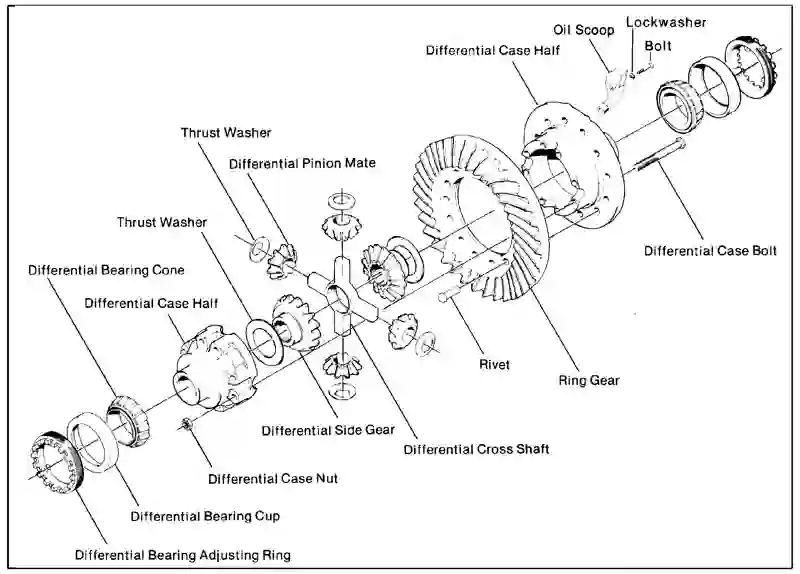 Oil Scoop
Lockwasher
Bolt
Differential Case Half
Thrust Washer
Differential Pinion Mate
Thrust Washer
Differential Case Bolt
Differential Bearing Cone
Differential Case Half
Rivet
Ring Gear
Differential Side Gear
Differential Cross Shaft
Differential Case Nut
Differential Bearing Cup
Differential Bearing Adjusting Ring